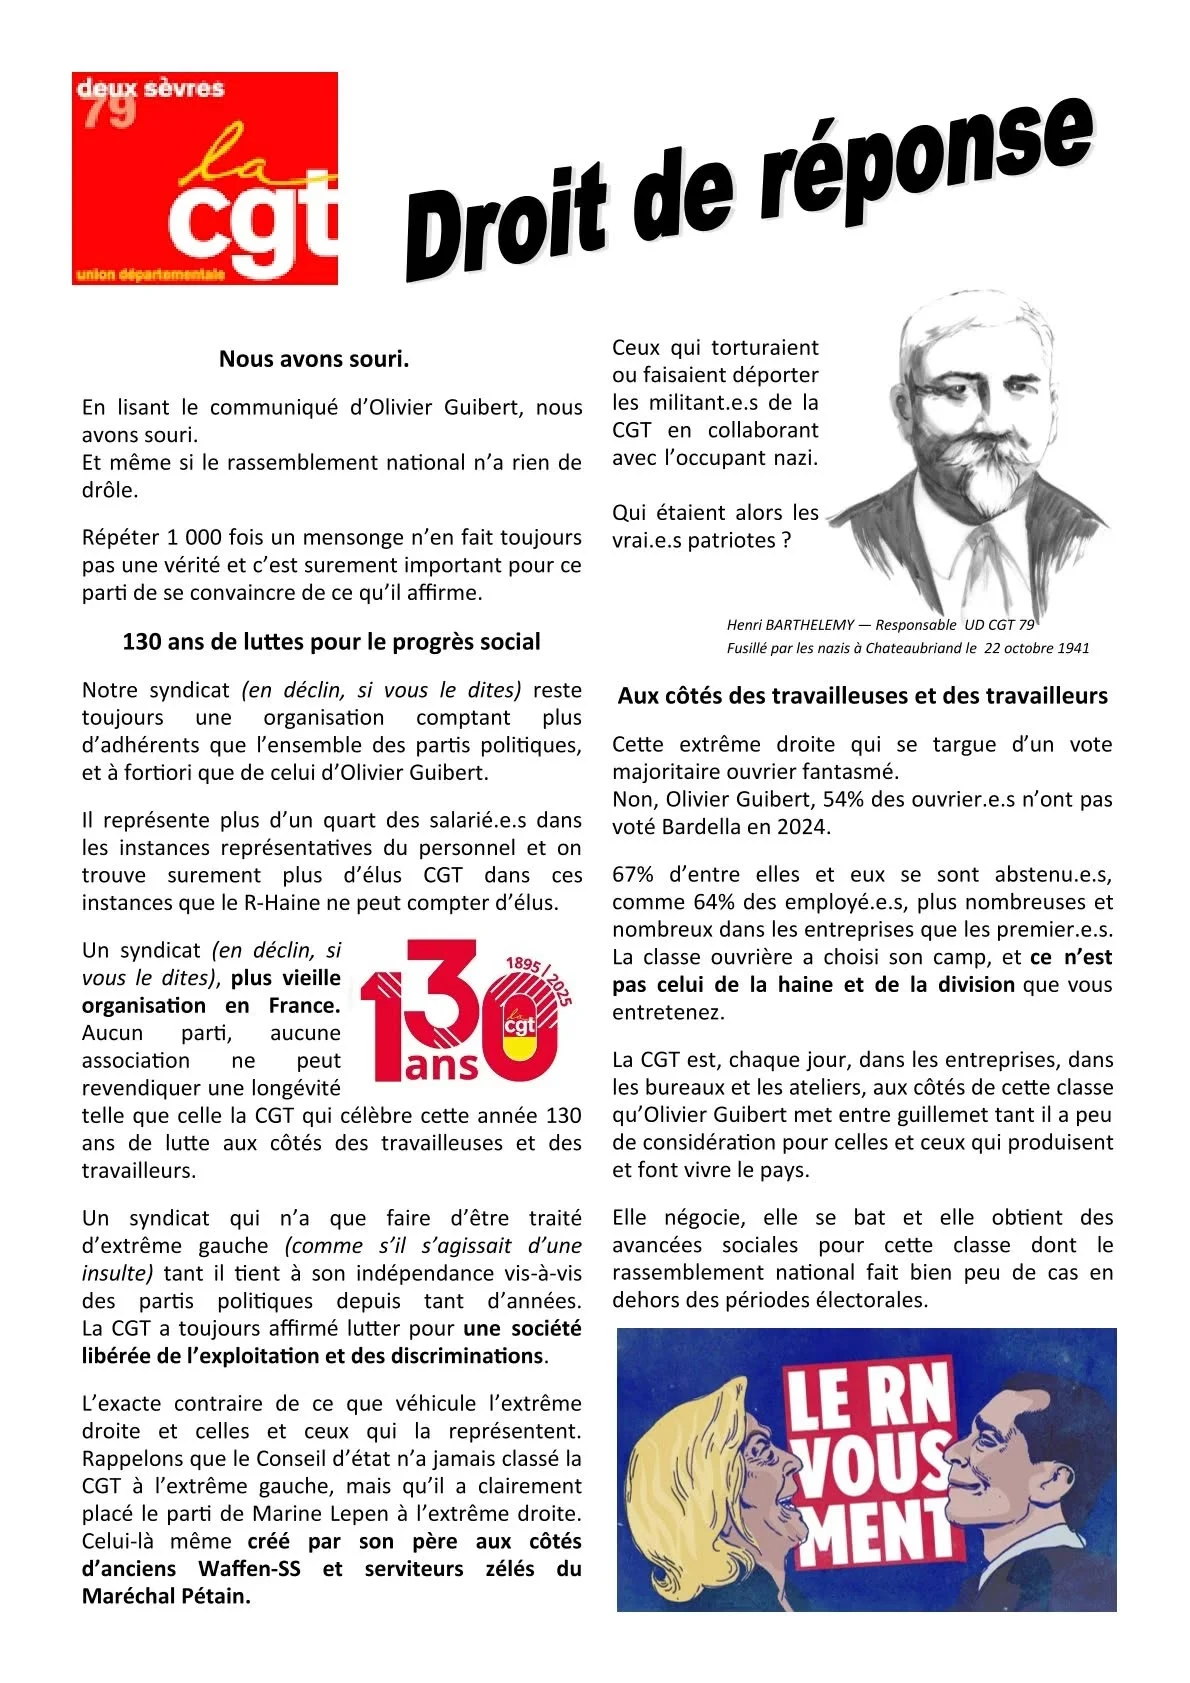 deux sèvres
79
la
cgt
union départementale
Droit de réponse
Nous avons souri.
En lisant le communiqué d’Olivier Guibert, nous
avons souri.
Et même si le rassemblement national n’a rien de
drôle.
Répéter 1 000 fois un mensonge n’en fait toujours
pas une vérité et c’est surement important pour ce
parti de se convaincre de ce qu’il affirme.
130 ans de luttes pour le progrès social
Notre syndicat (en déclin, si vous le dites) reste
toujours une organisation comptant plus
d’adhérents que l’ensemble des partis politiques,
et à fortiori que de celui d’Olivier Guibert.
Il représente plus d’un quart des salarié.e.s dans
les instances représentatives du personnel et on
trouve surement plus d’élus CGT dans ces
instances que le R-Haine ne peut compter d’élus.
Un syndicat (en déclin, si
vous le dites), plus vieille
organisation en France.
Aucun parti, aucune
association ne peut
revendiquer une longévité
telle que celle la CGT qui célèbre cette année 130
ans de lutte aux côtés des travailleuses et des
travailleurs.
130
1895 / 2025
la
cgt
ans
Un syndicat qui n’a que faire d’être traité
d’extrême gauche (comme s’il s’agissait d’une
insulte) tant il tient à son indépendance vis-à-vis
des partis politiques depuis tant d’années.
La CGT a toujours affirmé lutter pour une société
libérée de l’exploitation et des discriminations.
L’exacte contraire de ce que véhicule l’extrême
droite et celles et ceux qui la représentent.
Rappelons que le Conseil d’état n’a jamais classé la
CGT à l’extrême gauche, mais qu’il a clairement
placé le parti de Marine Lepen à l’extrême droite.
Celui-là même créé par son père aux côtés
d’anciens Waffen-SS et serviteurs zélés du
Maréchal Pétain.
Ceux qui torturaient
ou faisaient déporter
les militant.e.s de la
CGT en collaborant
avec l’occupant nazi.
Qui étaient alors les
vrai.e.s patriotes ?
Henri BARTHELEMY — Responsable UD CGT 79
Fusillé par les nazis à Chateaubriand le 22 octobre 1941
Aux côtés des travailleuses et des travailleurs
Cette extrême droite qui se targue d’un vote
majoritaire ouvrier fantasmé.
Non, Olivier Guibert, 54% des ouvrier.e.s n’ont pas
voté Bardella en 2024.
67% d’entre elles et eux se sont abstenu.e.s,
comme 64% des employé.e.s, plus nombreuses et
nombreux dans les entreprises que les premier.e.s.
La classe ouvrière a choisi son camp, et ce n’est
pas celui de la haine et de la division que vous
entretenez.
La CGT est, chaque jour, dans les entreprises, dans
les bureaux et les ateliers, aux côtés de cette classe
qu’Olivier Guibert met entre guillemet tant il a peu
de considération pour celles et ceux qui produisent
et font vivre le pays.
Elle négocie, elle se bat et elle obtient des
avancées sociales pour cette classe dont le
rassemblement national fait bien peu de cas en
dehors des périodes électorales.
LE RN
VOUS
MENT